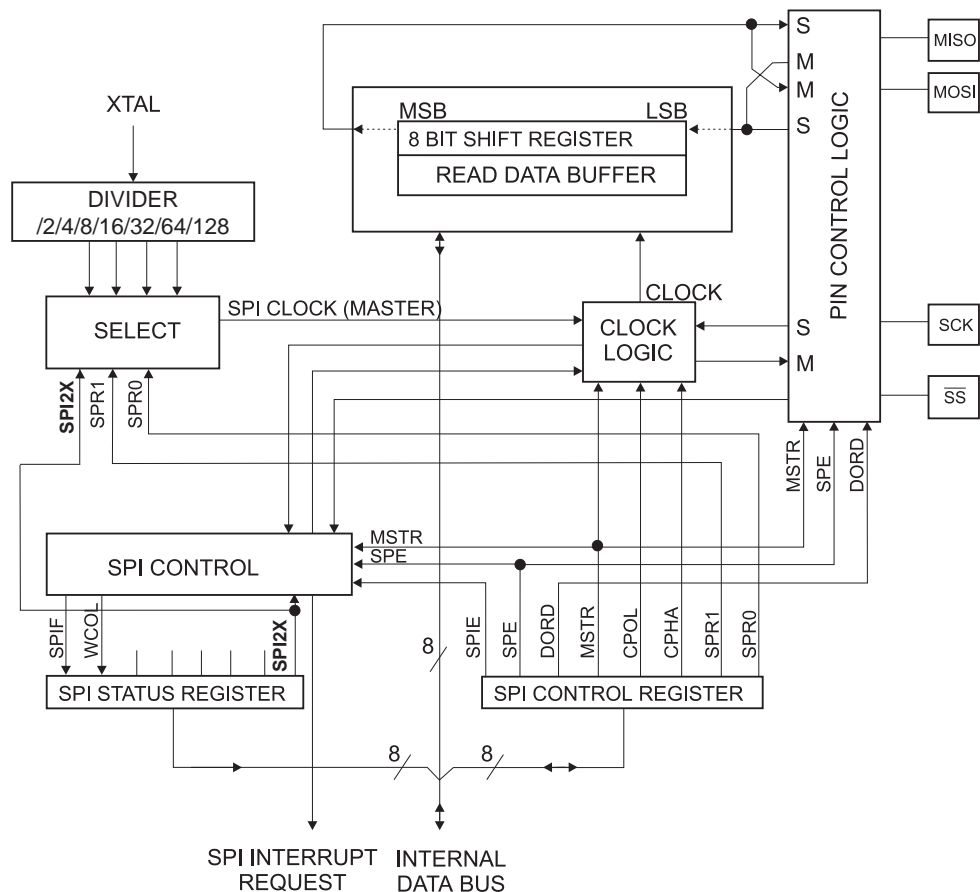 S
MISO
M
XTAL
MSB
LSB
M
MOSI
8 BIT SHIFT REGISTER
S
READ DATA BUFFER
DIVIDER
/2/4/8/16/32/64/128
PIN CONTROL LOGIC
SPI CLOCK (MASTER)
CLOCK
SELECT
CLOCK
LOGIC
S
SCK
M
SPI2X
SPR1
SPR0
SS
MSTR
SPE
DORD
MSTR
SPE
SPI CONTROL
SPIF
WCOL
SPI2X
8
SPIE
SPE
DORD
MSTR
CPOL
CPHA
SPR1
SPR0
SPI STATUS REGISTER
SPI CONTROL REGISTER
8
8
SPI INTERRUPT
REQUEST
INTERNAL
DATA BUS